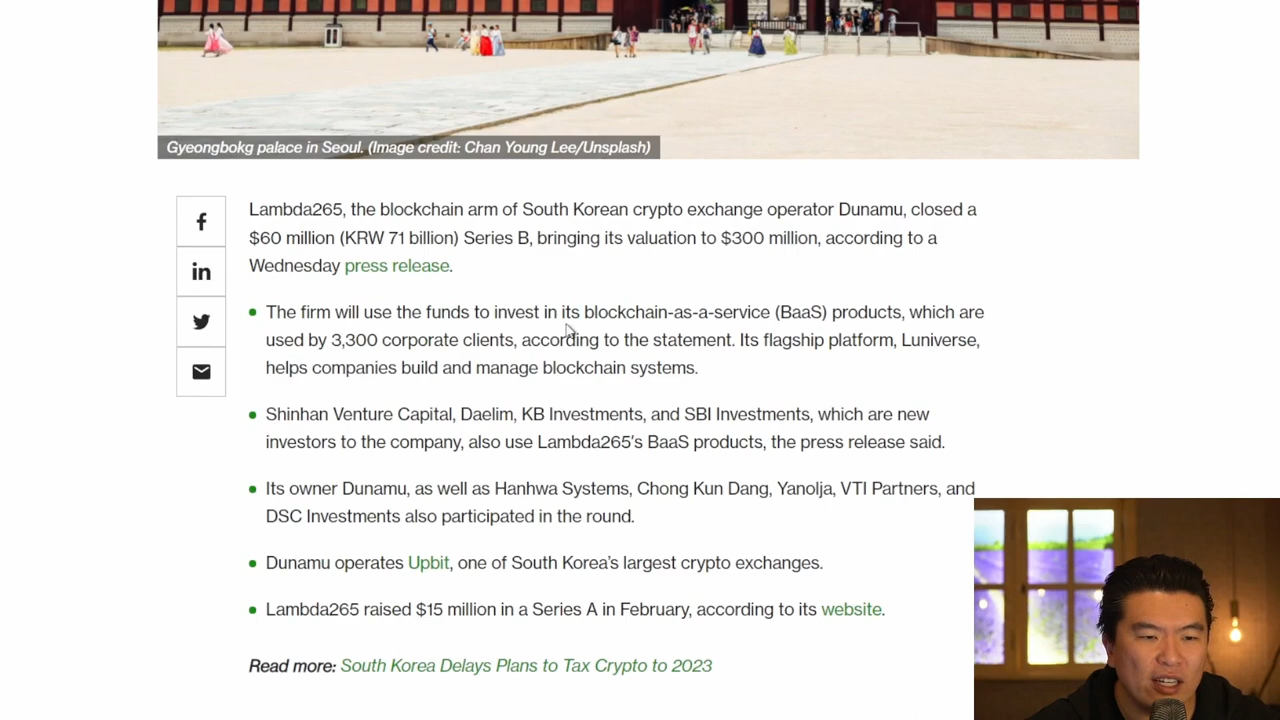 Gyeongbokg palace in Seoul. (Image credit: Chan Young Lee/Unsplash)
Lambda265, the blockchain arm of South Korean crypto exchange operator Dunamu, closed a
$60 million (KRW 71 billion) Series B, bringing its valuation to $300 million, according to a
Wednesday press release.
The firm will use the funds to invest in its blockchain-as-a-service (BaaS) products, which are
used by 3,300 corporate clients, according to the statement. Its flagship platform, Luniverse,
helps companies build and manage blockchain systems.
Shinhan Venture Capital, Daelim, KB Investments, and SBI Investments, which are new
investors to the company, also use Lambda265's BaaS products, the press release said.
Its owner Dunamu, as well as Hanhwa Systems, Chong Kun Dang, Yanolja, VTI Partners, and
DSC Investments also participated in the round.
Dunamu operates Upbit, one of South Korea's largest crypto exchanges.
Lambda265 raised $15 million in a Series A in February, according to its website.
Read more: South Korea Delays Plans to Tax Crypto to 2023